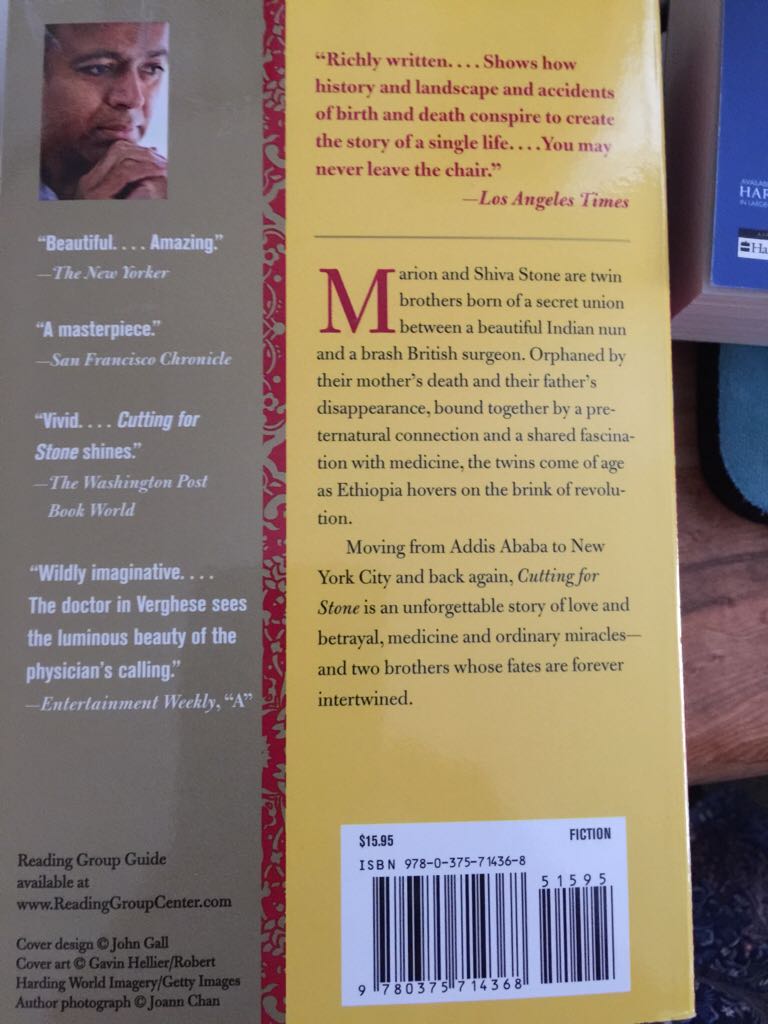 “Beautiful. . . . Amazing.”
—The New Yorker
“A masterpiece.”
—San Francisco Chronicle
“Vivid. . . . Cutting for
Stone shines.”
—The Washington Post
Book World
“Wildly imaginative. . . .
The doctor in Verghese sees
the luminous beauty of the
physician’s calling.”
—Entertainment Weekly, “A”
Reading Group Guide
available at
www.ReadingGroupCenter.com
Cover design © John Gall
Cover art © Gavin Hellier/Robert
Harding World Imagery/Getty Images
Author photograph © Joann Chan
“Richly written. . . . Shows how
history and landscape and accidents
of birth and death conspire to create
the story of a single life. . . . You may
never leave the chair.”
—Los Angeles Times
Marion and Shiva Stone are twin
brothers born of a secret union
between a beautiful Indian nun
and a brash British surgeon. Orphaned by
their mother’s death and their father’s
disappearance, bound together by a pre-
ternatural connection and a shared fascina-
tion with medicine, the twins come of age
as Ethiopia hovers on the brink of revolu-
tion.
Moving from Addis Ababa to New
York City and back again, Cutting for
Stone is an unforgettable story of love and
betrayal, medicine and ordinary miracles—
and two brothers whose fates are forever
intertwined.
$15.95 FICTION
ISBN 978-0-375-71436-8
51595
9 780375 714368